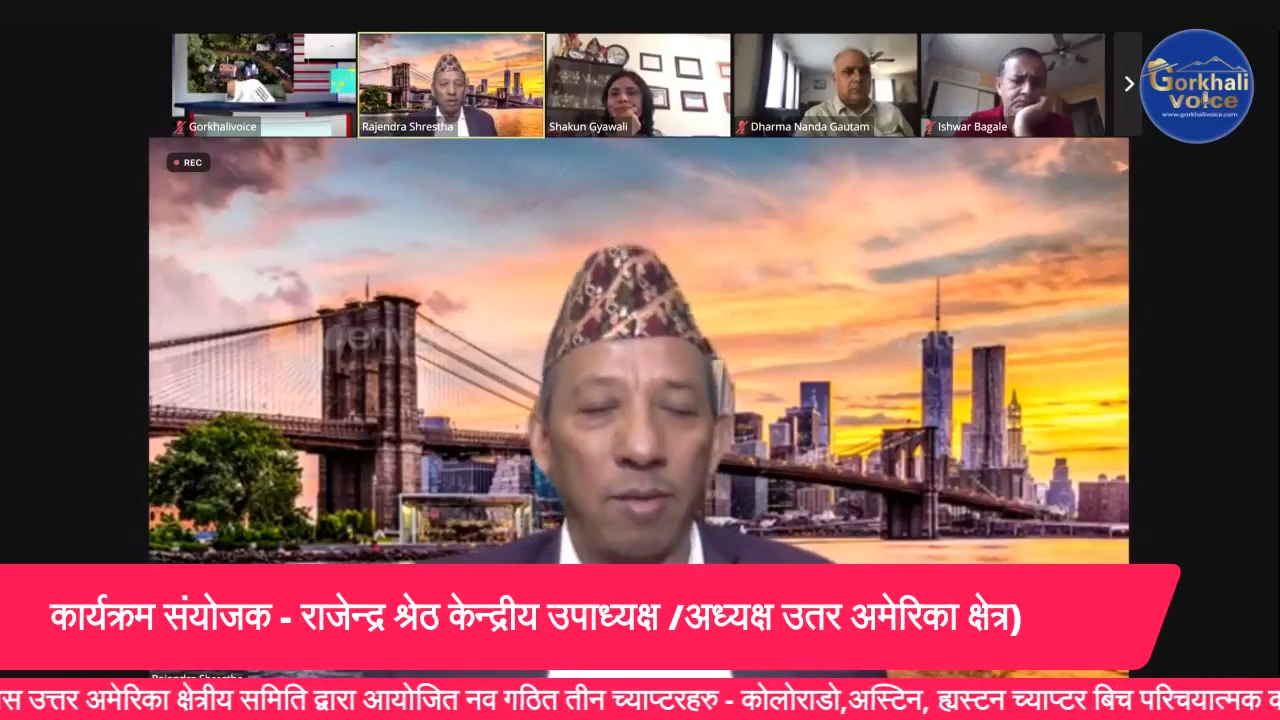 Gorkhalivoice
Rajendra Shrestha
Shakun Gyawali
Dharma Nanda Gautam
Ishwar Bagale
Gorkhali
voice
www.gorkhalivoice.com
REC
कार्यक्रम संयोजक - राजेन्द्र श्रेठ केन्द्रीय उपाध्यक्ष /अध्यक्ष उतर अमेरिका क्षेत्र)
Rajendra Shrestha
उत्तर अमेरिका क्षेत्रीय समिति द्वारा आयोजित नव गठित तीन च्याप्टरहरु - कोलोराडो,अस्टिन, ह्यस्टन च्याप्टर बिच परिचयात्मक